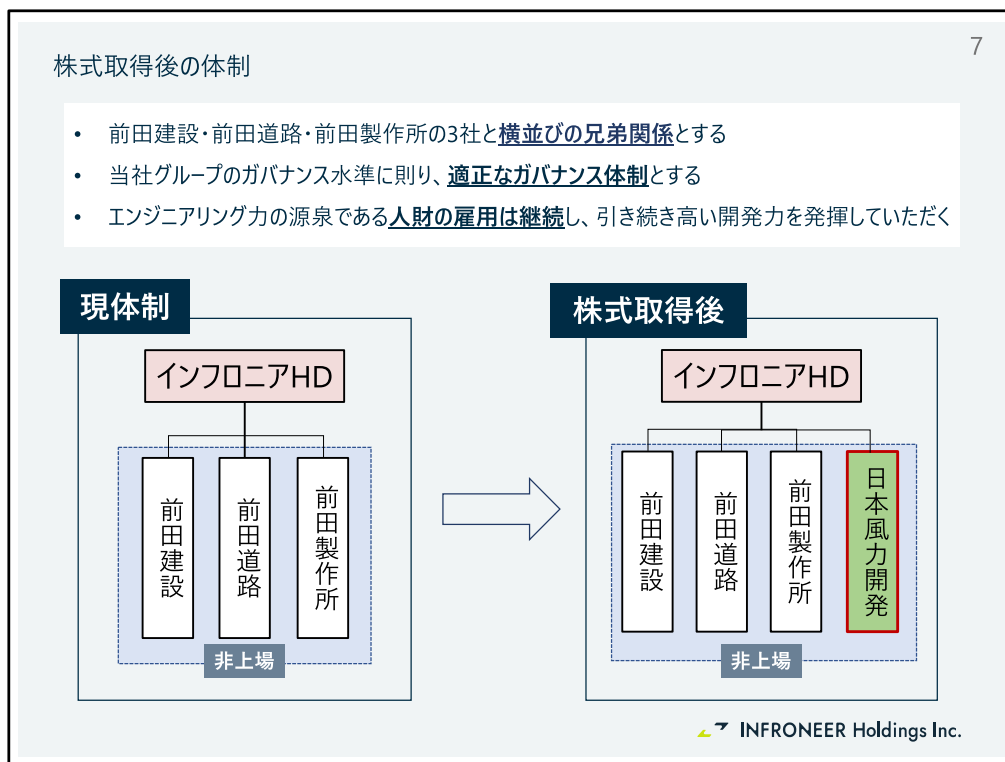 7
株式取得後の体制
• 前田建設・前田道路・前田製作所の3社と横並びの兄弟関係とする
• 当社グループのガバナンス水準に則り、適正なガバナンス体制とする
• エンジニアリング力の源泉である人財の雇用は継続し、引き続き高い開発力を発揮していただく
現体制
インフロニアHD
前田建設
前田道路
前田製作所
非上場
株式取得後
インフロニアHD
前田建設
前田道路
前田製作所
日本風力開発
非上場
INFRONEER Holdings Inc.